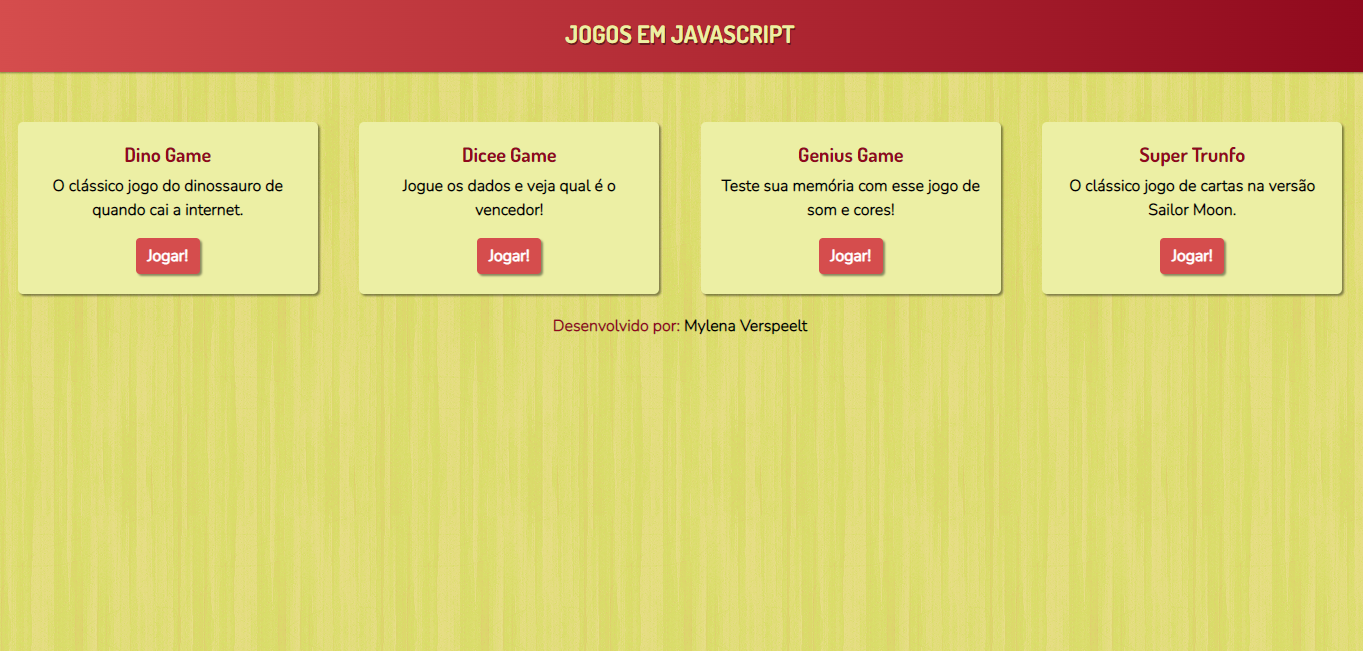 JOGOS EM JAVASCRIPT
Dino Game
O clássico jogo do dinossauro de
quando cai a internet.
Jogar!
Dicee Game
Jogue os dados e veja qual é o
vencedor!
Jogar!
Genius Game
Teste sua memória com esse jogo de
som e cores!
Jogar!
Super Trunfo
O clássico jogo de cartas na versão
Sailor Moon.
Jogar!
Desenvolvido por: Mylena Verspeelt